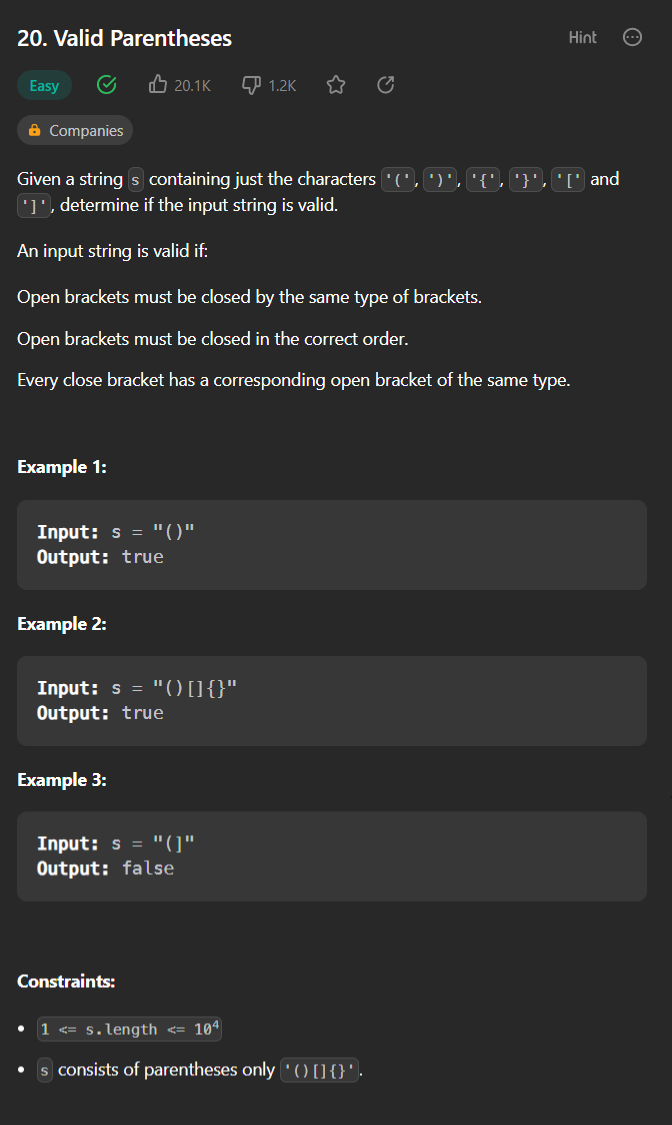 20. Valid Parentheses
Hint
Easy
20.1K
1.2K
Companies
Given a string s containing just the characters '(', ')', '{', '}', '[' and
']', determine if the input string is valid.
An input string is valid if:
Open brackets must be closed by the same type of brackets.
Open brackets must be closed in the correct order.
Every close bracket has a corresponding open bracket of the same type.
Example 1:
Input: s = "()"
Output: true
Example 2:
Input: s = "()[]{}"
Output: true
Example 3:
Input: s = "(]"
Output: false
Constraints:
• 1 <= s.length <= 10⁴
• s consists of parentheses only '()[]{}'.